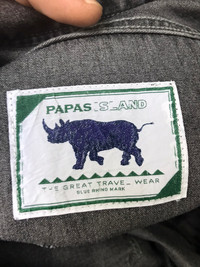 PAPAS ISLAND
THE GREAT TRAVEL WEAR
BLUE RHINO MARK